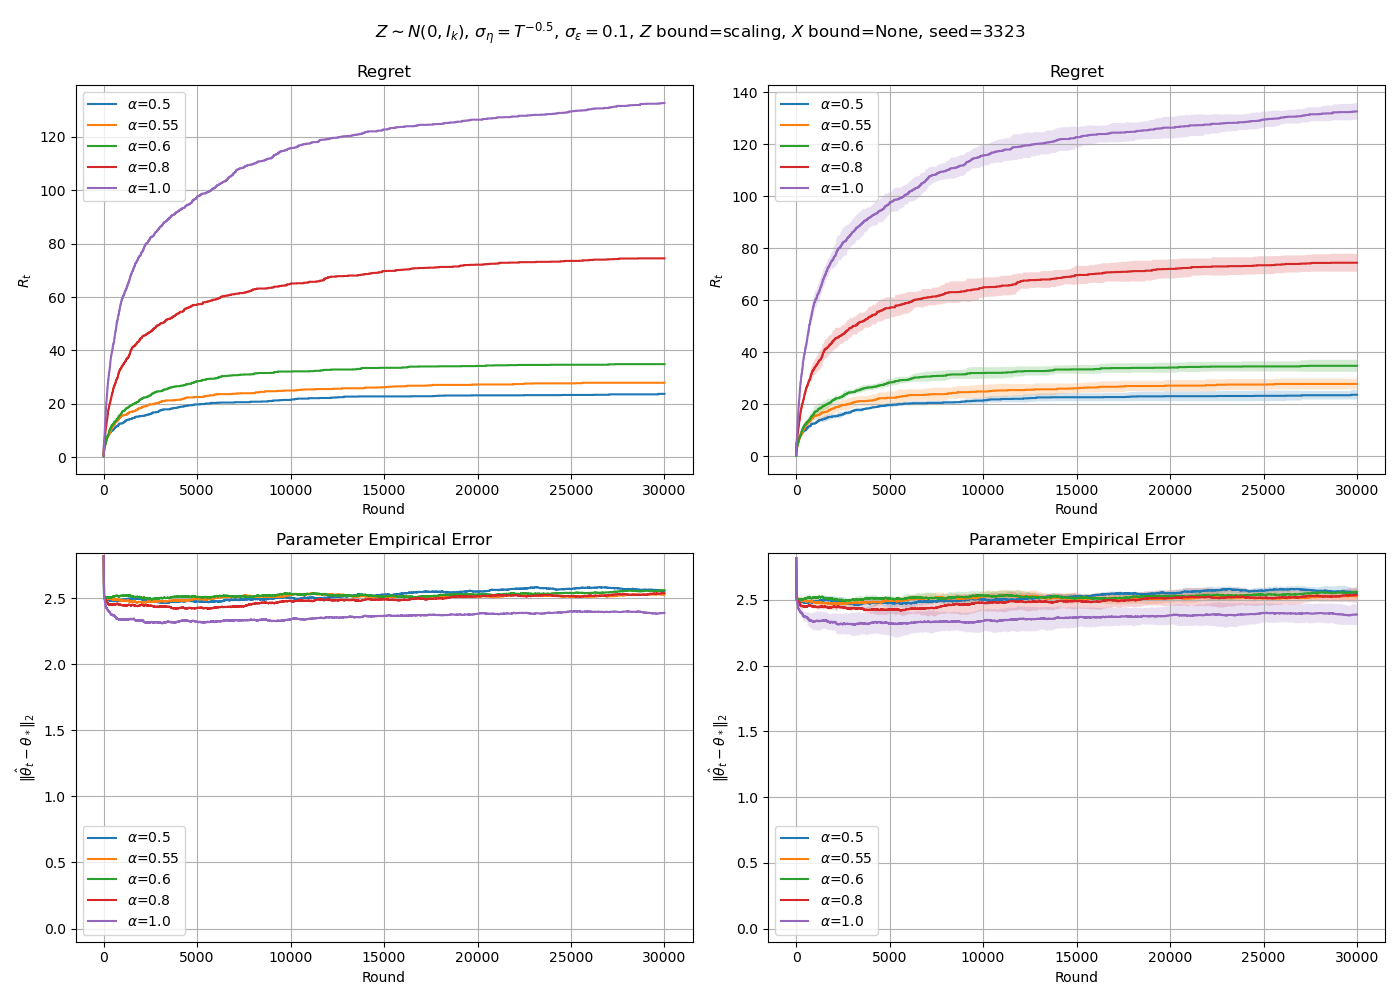 Z ∼ N(0, I_k), σ_η = T^{−0.5}, σ_ε = 0.1, Z bound=scaling, X bound=None, seed=3323
Regret
R_t
120
100
80
60
40
20
0
α=0.5
α=0.55
α=0.6
α=0.8
α=1.0
0 5000 10000 15000 20000 25000 30000
Round
Regret
R_t
140
120
100
80
60
40
20
0
α=0.5
α=0.55
α=0.6
α=0.8
α=1.0
0 5000 10000 15000 20000 25000 30000
Round
Parameter Empirical Error
‖θ̂_t − θ_*‖_2
2.5
2.0
1.5
1.0
0.5
0.0
α=0.5
α=0.55
α=0.6
α=0.8
α=1.0
0 5000 10000 15000 20000 25000 30000
Round
Parameter Empirical Error
‖θ̂_t − θ_*‖_2
2.5
2.0
1.5
1.0
0.5
0.0
α=0.5
α=0.55
α=0.6
α=0.8
α=1.0
0 5000 10000 15000 20000 25000 30000
Round